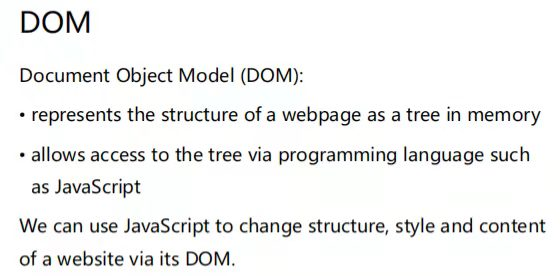 DOM
Document Object Model (DOM):
• represents the structure of a webpage as a tree in memory
• allows access to the tree via programming language such
as JavaScript
We can use JavaScript to change structure, style and content
of a website via its DOM.